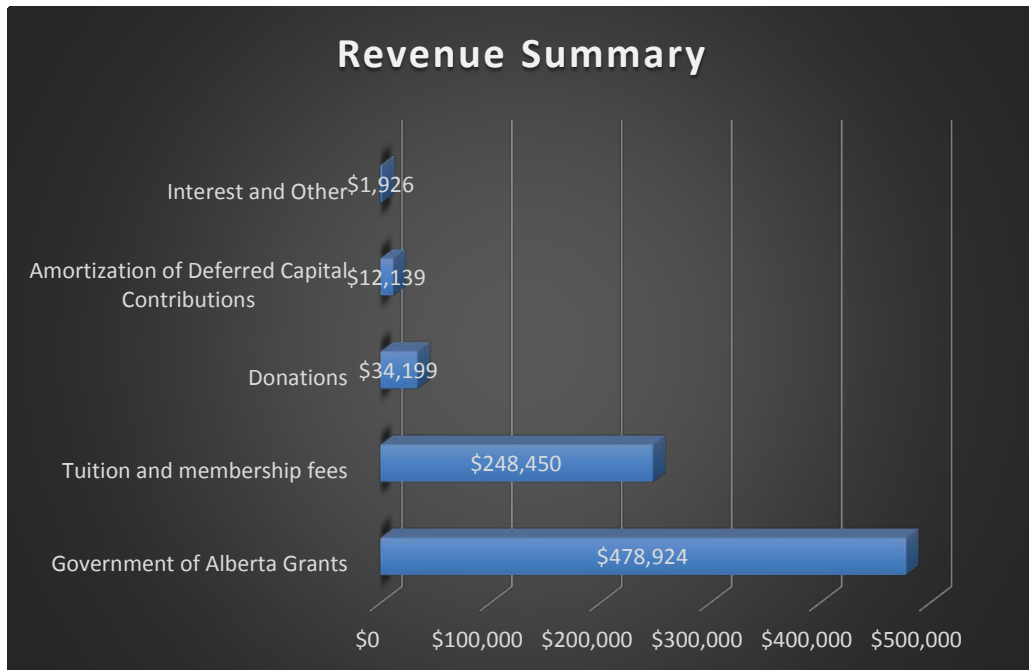 Revenue Summary
Interest and Other
$1,926
Amortization of Deferred Capital
Contributions
$12,139
Donations
$34,199
Tuition and membership fees
$248,450
Government of Alberta Grants
$478,924
$0 $100,000 $200,000 $300,000 $400,000 $500,000